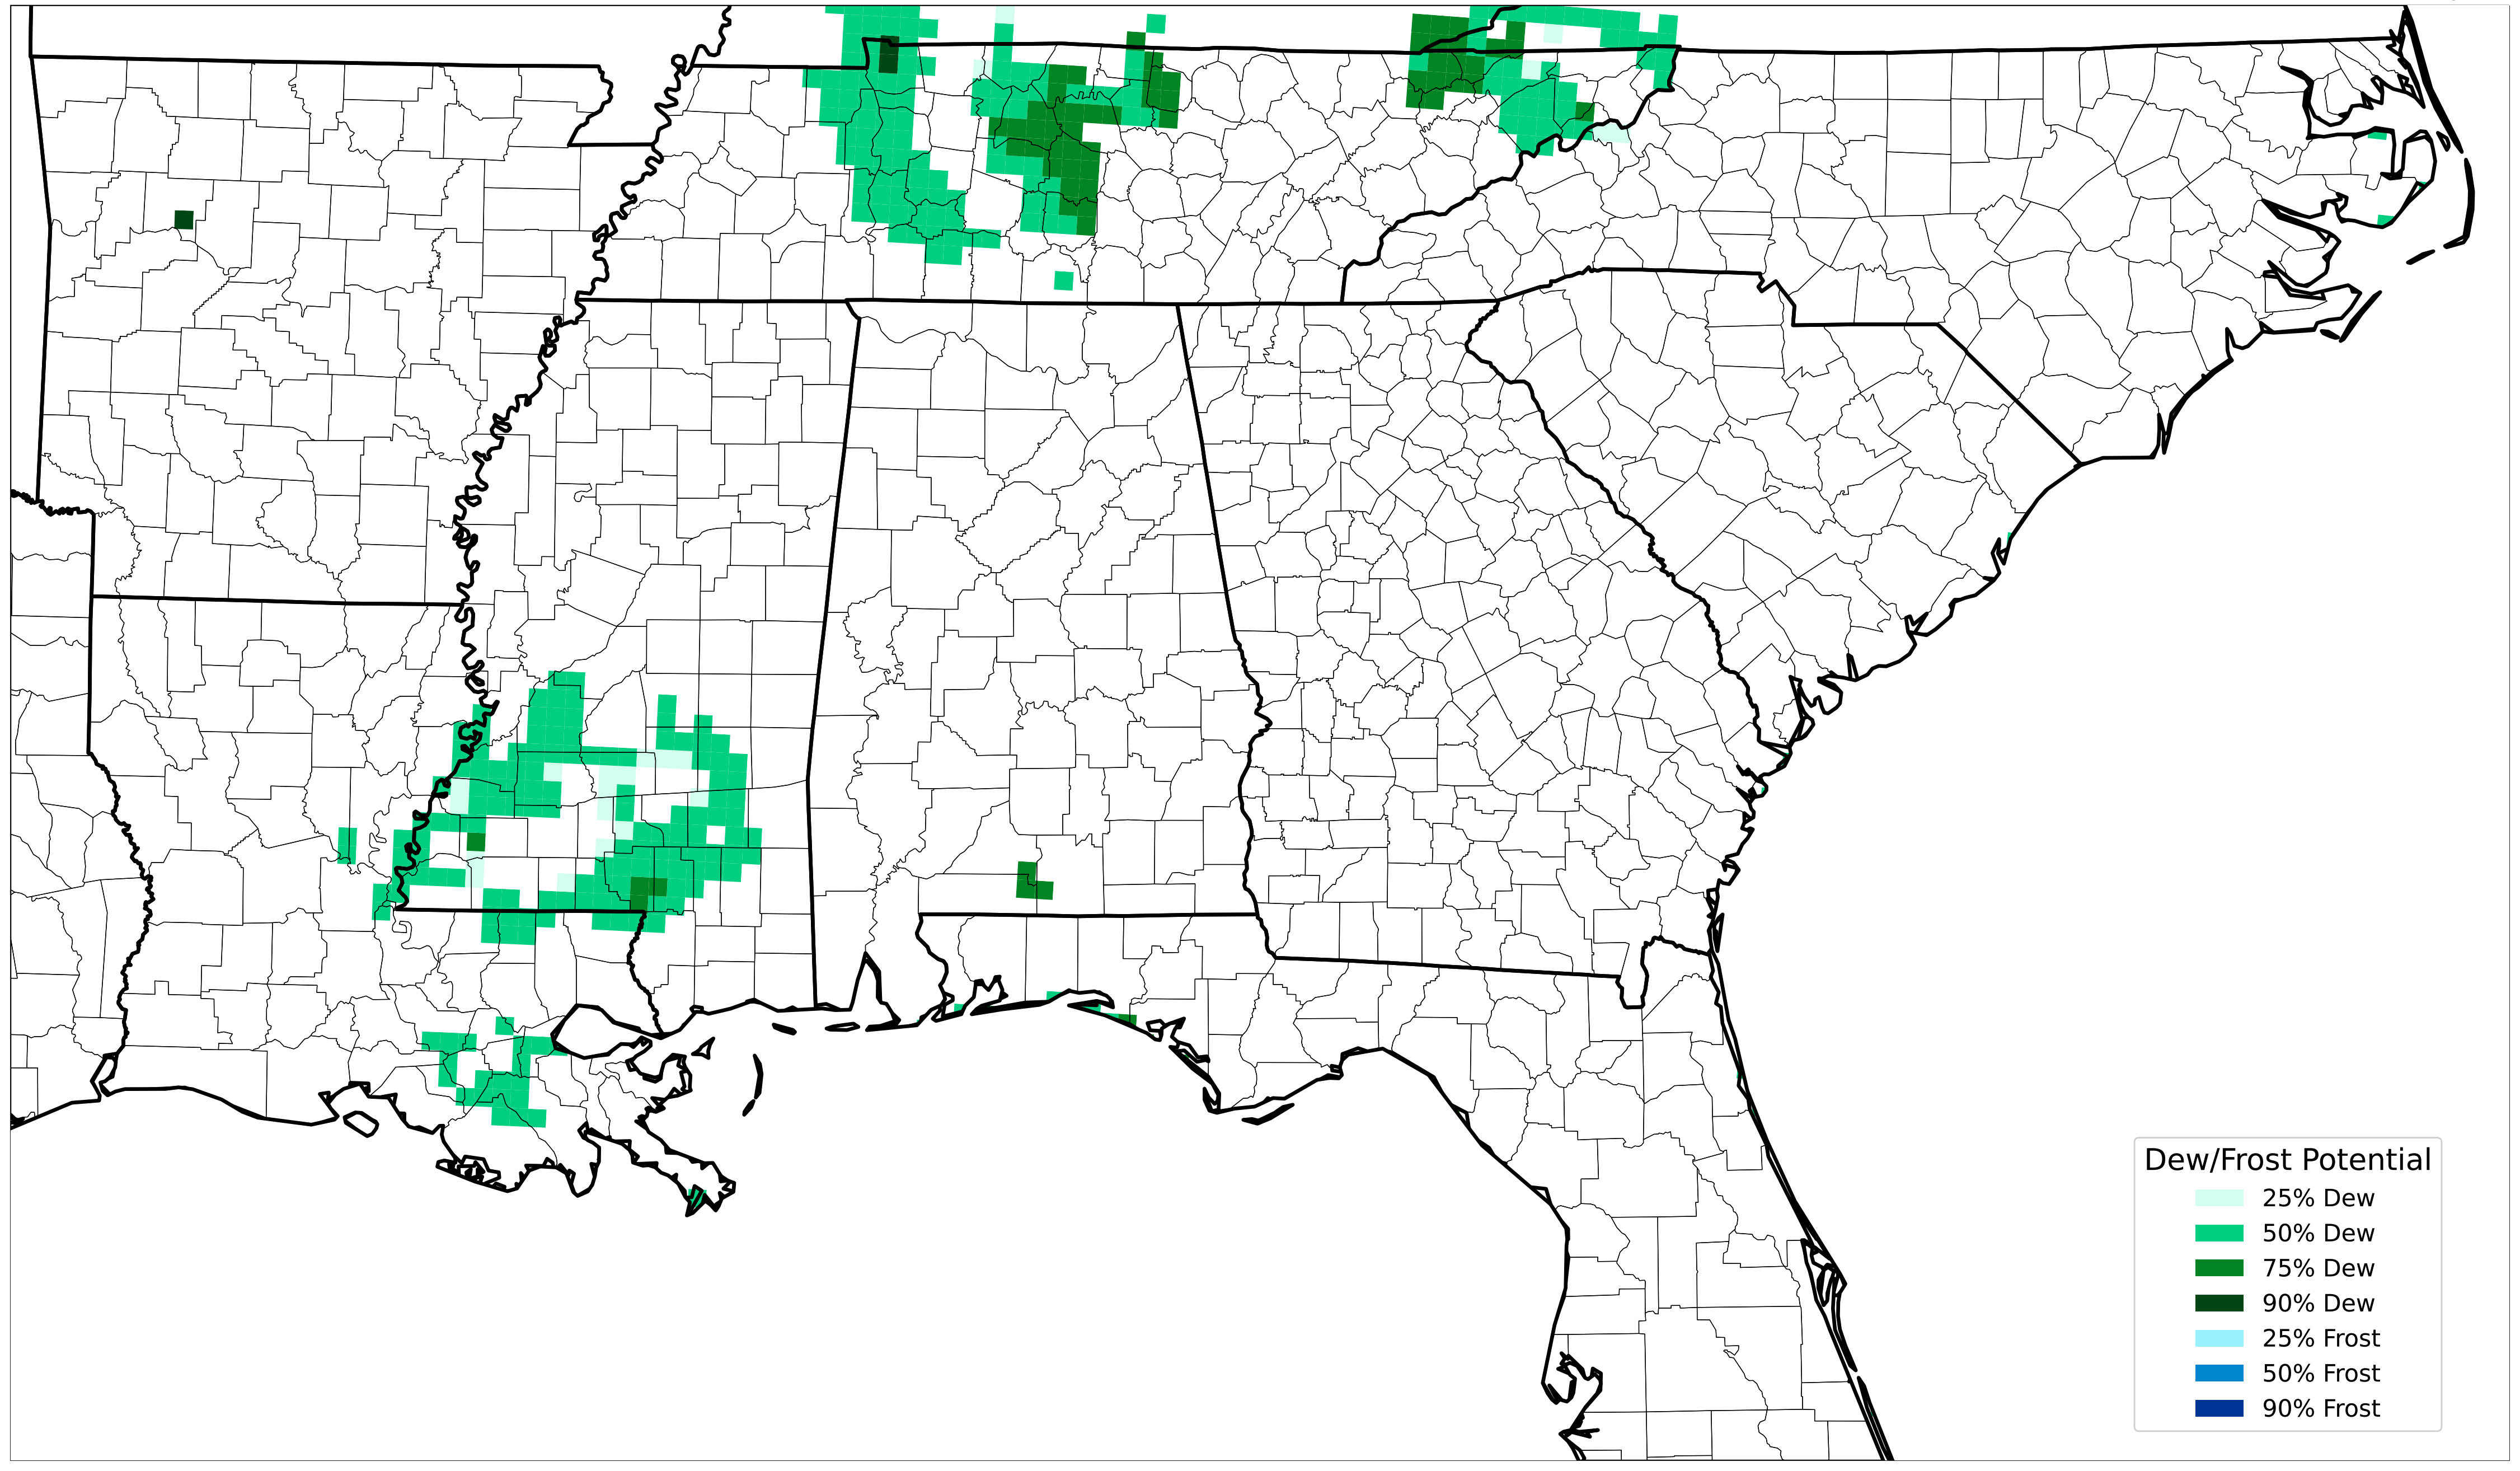 Dew/Frost Potential
25% Dew
50% Dew
75% Dew
90% Dew
25% Frost
50% Frost
90% Frost